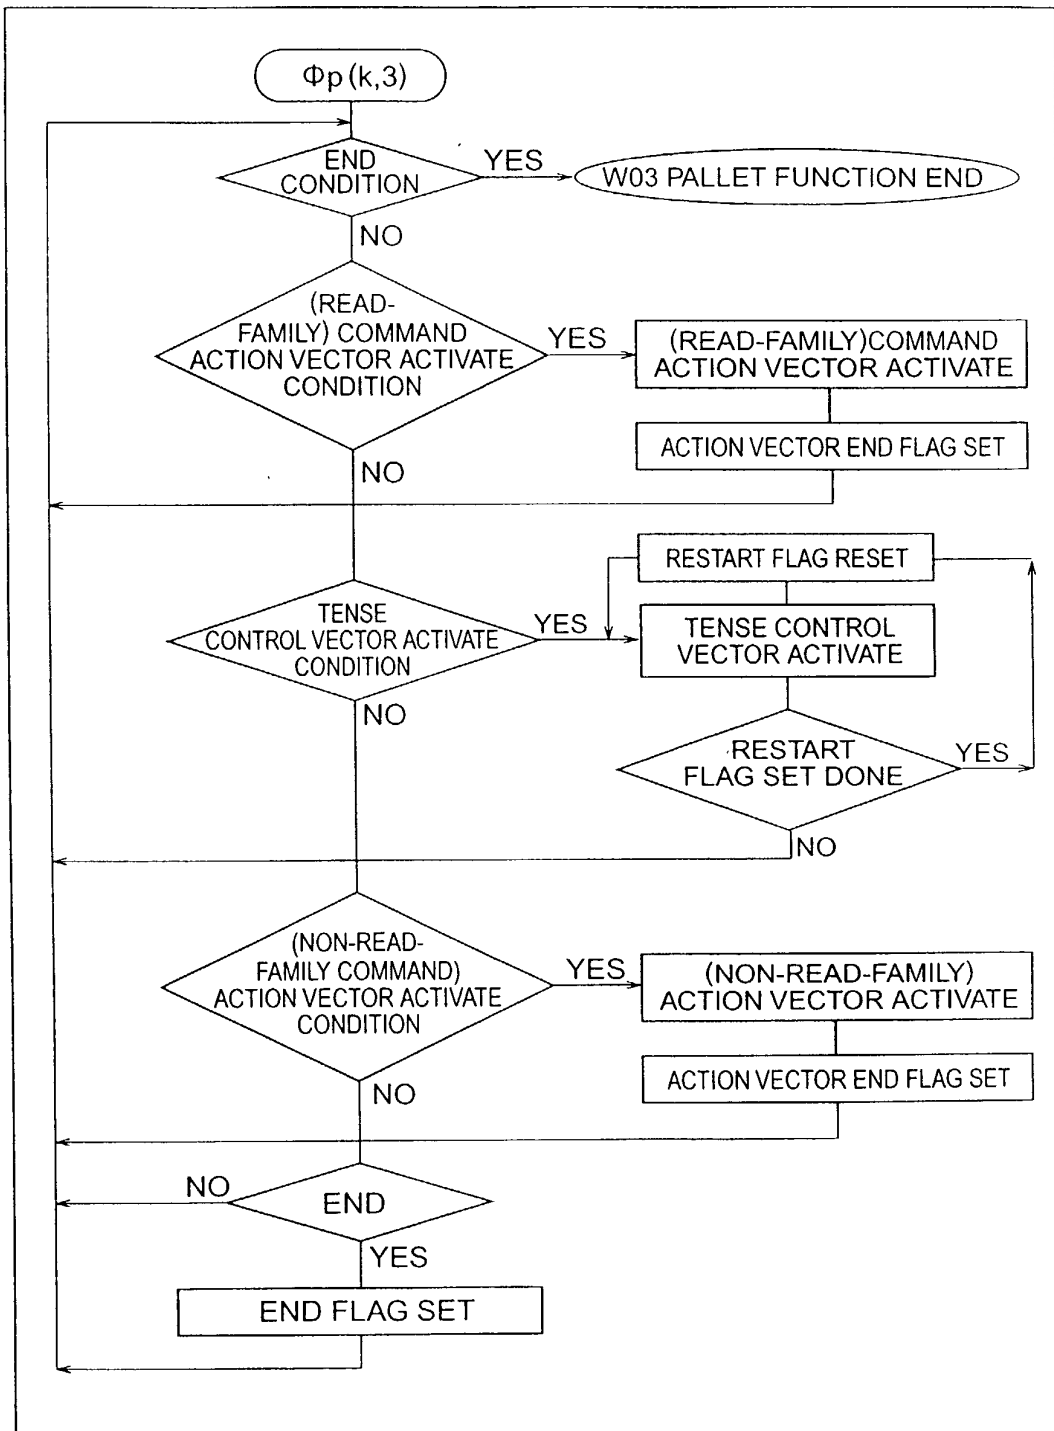 Φp(k,3)
END
CONDITION
YES
W03 PALLET FUNCTION END
NO
(READ-
FAMILY) COMMAND
ACTION VECTOR ACTIVATE
CONDITION
YES
(READ-FAMILY)COMMAND
ACTION VECTOR ACTIVATE
ACTION VECTOR END FLAG SET
NO
RESTART FLAG RESET
TENSE
CONTROL VECTOR ACTIVATE
CONDITION
YES
TENSE CONTROL
VECTOR ACTIVATE
NO
RESTART
FLAG SET DONE
YES
NO
(NON-READ-
FAMILY COMMAND)
ACTION VECTOR ACTIVATE
CONDITION
YES
(NON-READ-FAMILY)
ACTION VECTOR ACTIVATE
ACTION VECTOR END FLAG SET
NO
NO
END
YES
END FLAG SET